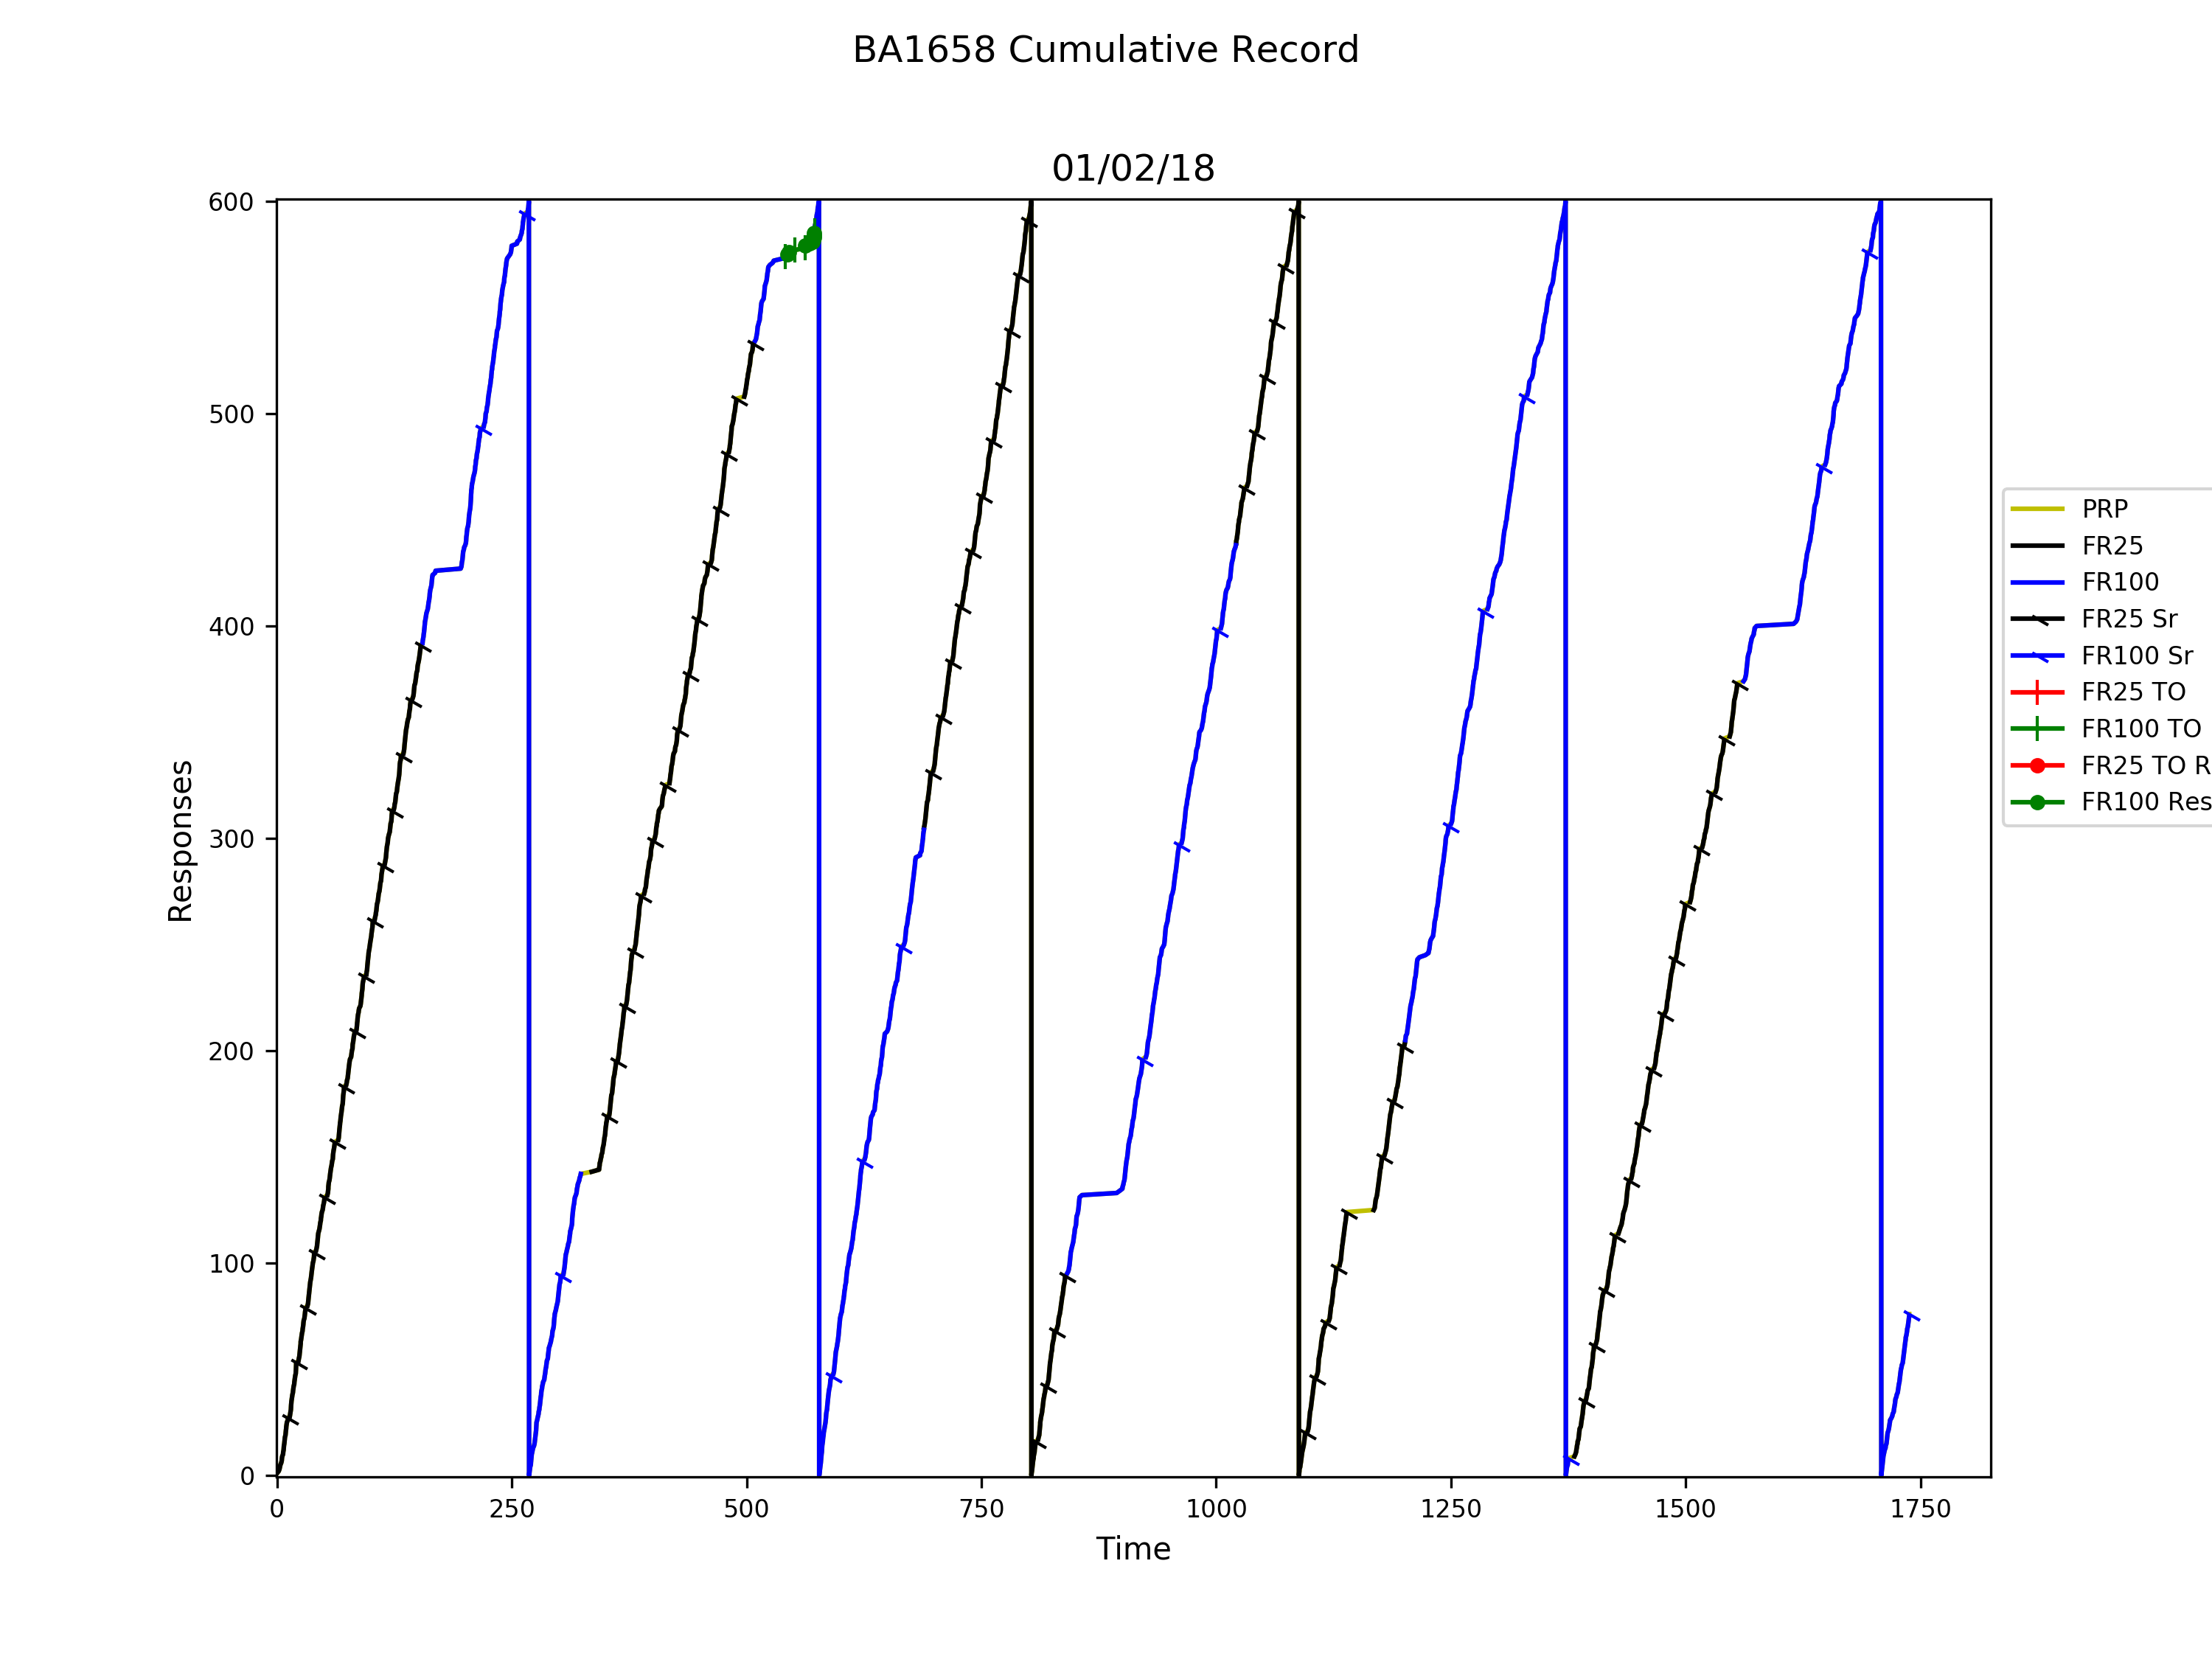 BA1658 Cumulative Record
01/02/18
600
500
400
300
200
100
0
Responses
0 250 500 750 1000 1250 1500 1750
Time
PRP
FR25
FR100
FR25 Sr
FR100 Sr
FR25 TO
FR100 TO
FR25 TO R
FR100 Res